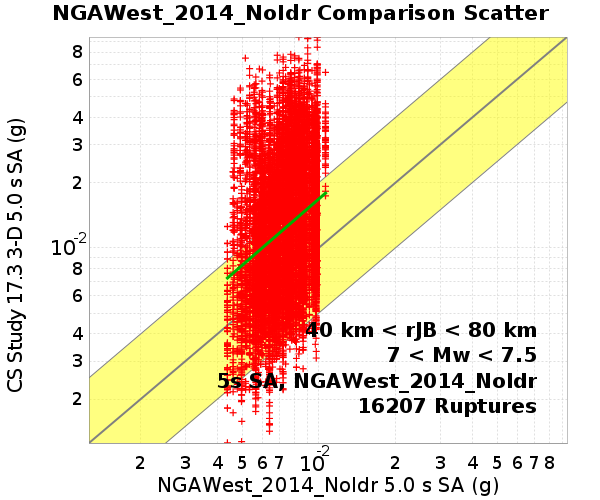 NGAWest_2014_NoIdr Comparison Scatter
CS Study 17.3 3-D 5.0 s SA (g)
8
6
4
3
2
10-2
8
6
4
3
2
40 km < rJB < 80 km
7 < Mw < 7.5
5s SA, NGAWest_2014_NoIdr
16207 Ruptures
2 3 4 5 6 7 8 10-2 2 3 4 5 6 7 8
NGAWest_2014_NoIdr 5.0 s SA (g)